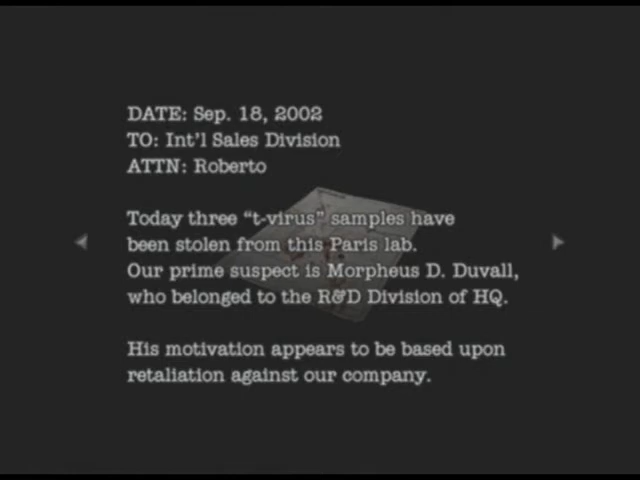 DATE: Sep. 18, 2002
TO: Int'l Sales Division
ATTN: Roberto
Today three “t-virus” samples have
been stolen from this Paris lab.
Our prime suspect is Morpheus D. Duvall,
who belonged to the R&D Division of HQ.
His motivation appears to be based upon
retaliation against our company.